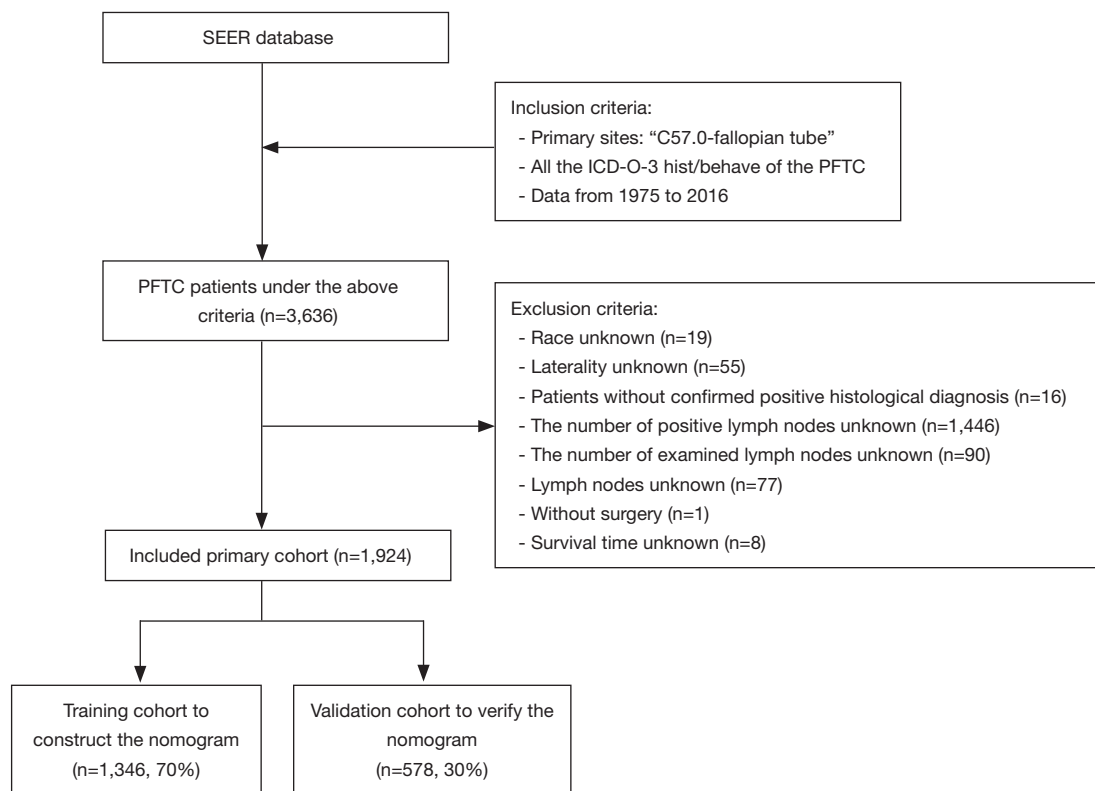 SEER database
Inclusion criteria:
- Primary sites: “C57.0-fallopian tube”
- All the ICD-O-3 hist/behave of the PFTC
- Data from 1975 to 2016
PFTC patients under the above
criteria (n=3,636)
Exclusion criteria:
- Race unknown (n=19)
- Laterality unknown (n=55)
- Patients without confirmed positive histological diagnosis (n=16)
- The number of positive lymph nodes unknown (n=1,446)
- The number of examined lymph nodes unknown (n=90)
- Lymph nodes unknown (n=77)
- Without surgery (n=1)
- Survival time unknown (n=8)
Included primary cohort (n=1,924)
Training cohort to
construct the nomogram
(n=1,346, 70%)
Validation cohort to verify the
nomogram
(n=578, 30%)